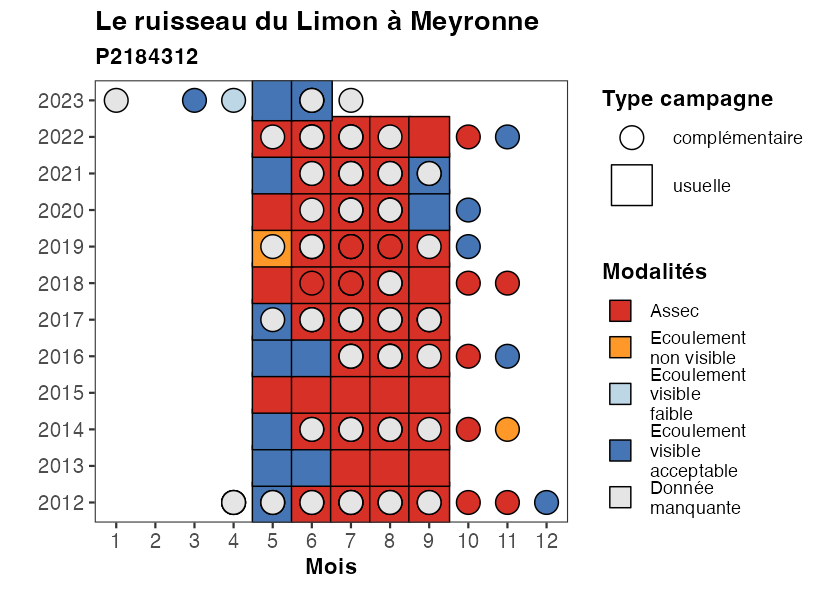 Le ruisseau du Limon à Meyronne
P2184312
2023
2022
2021
2020
2019
2018
2017
2016
2015
2014
2013
2012
1 2 3 4 5 6 7 8 9 10 11 12
Mois
Type campagne
complémentaire
usuelle
Modalités
Assec
Ecoulement
non visible
Ecoulement
visible
faible
Ecoulement
visible
acceptable
Donnée
manquante